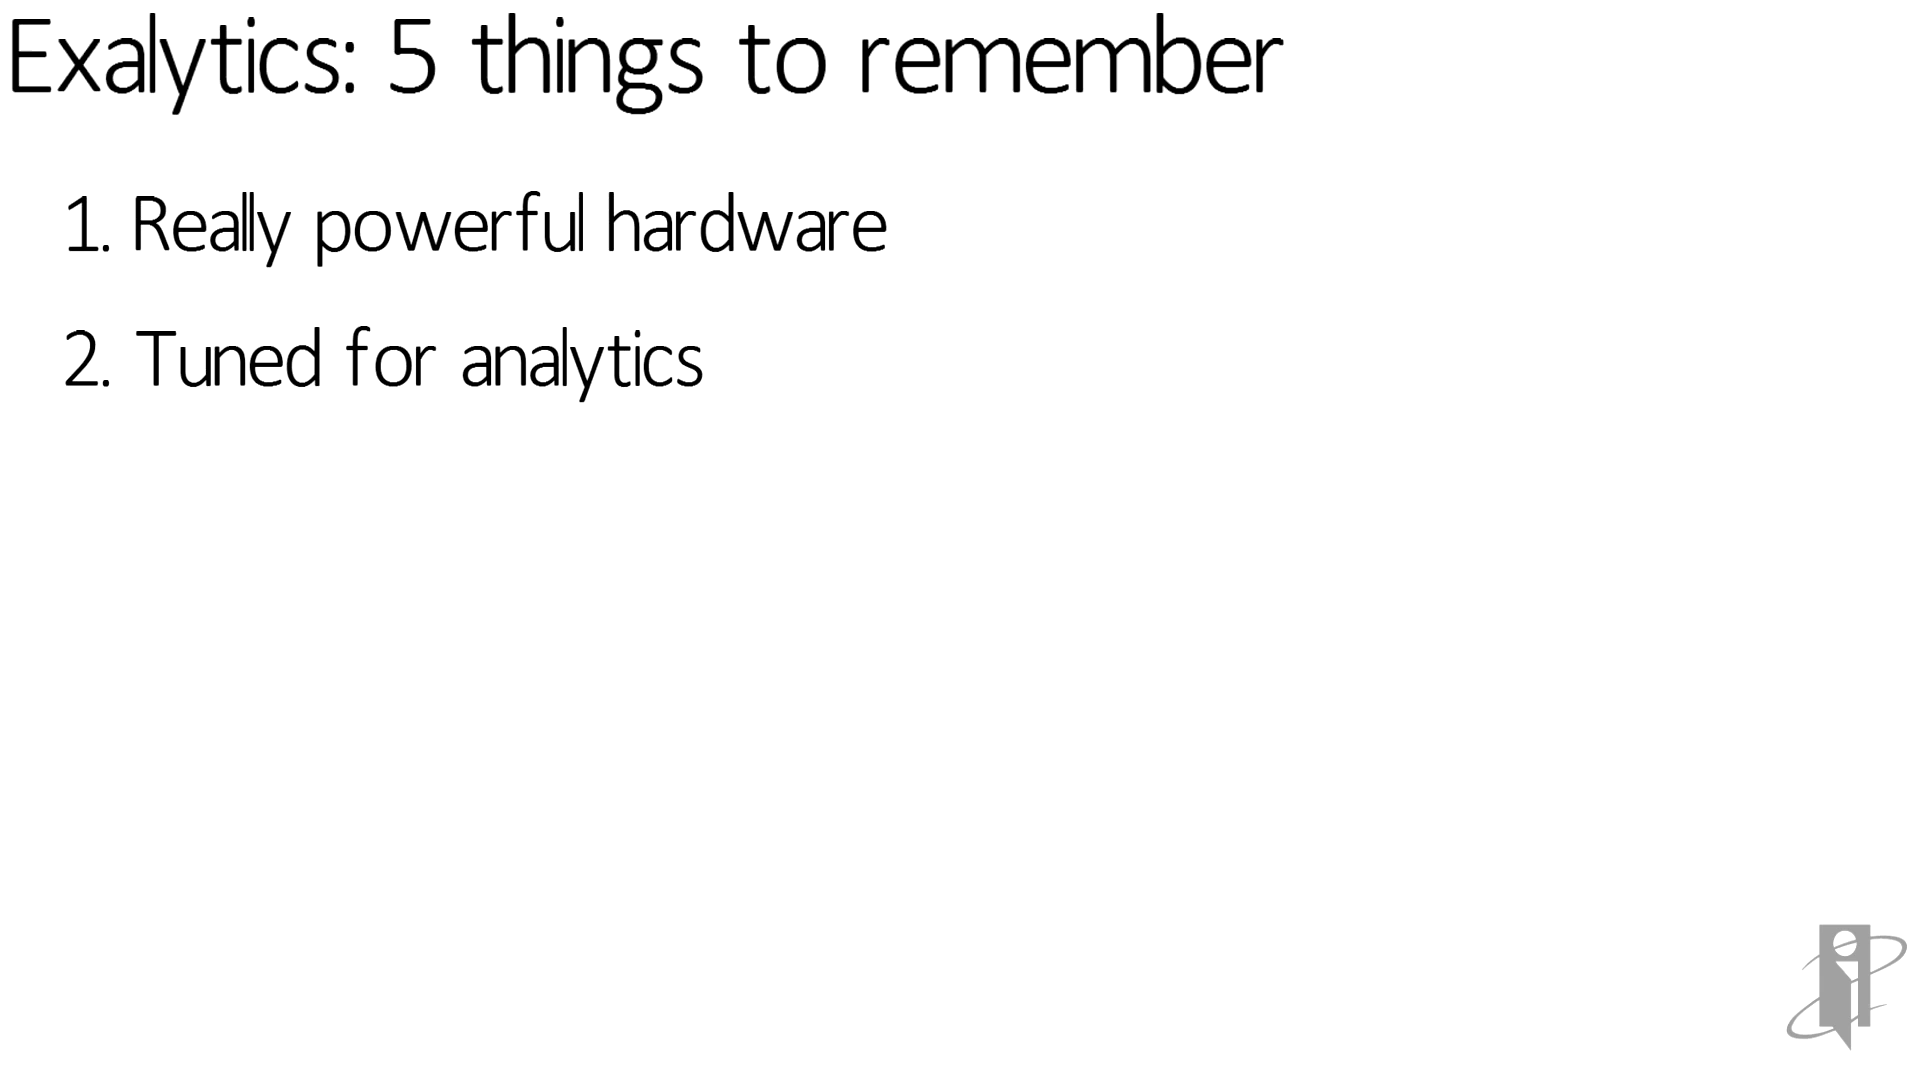 Exalytics: 5 things to remember
1. Really powerful hardware
2. Tuned for analytics